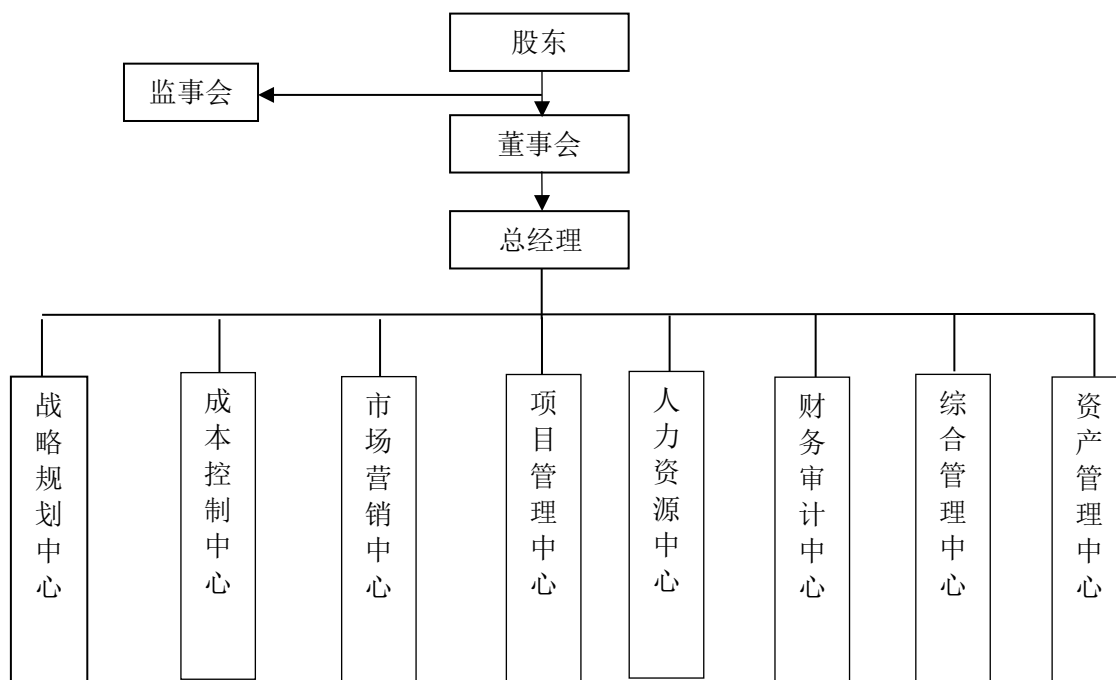 股东
监事会
董事会
总经理
战略规划中心
成本控制中心
市场营销中心
项目管理中心
人力资源中心
财务审计中心
综合管理中心
资产管理中心